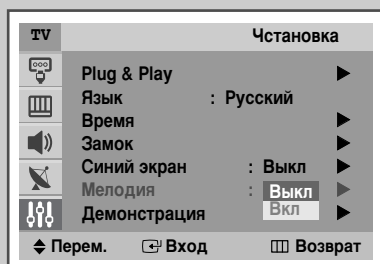 TV Чстановка
Plug & Play
Язык : Русский
Время
Замок
Синий экран : Выкл
Мелодия : Выкл
Вкл
Демонстрация
Перем. Вход Возврат